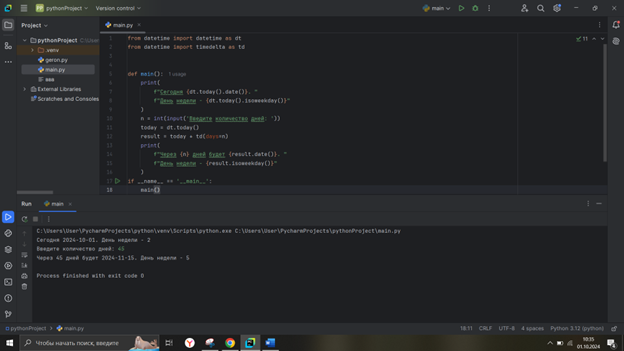 PP pythonProject Version control main
Project main.py
pythonProject C:\Users
.venv
geron.py
main.py
External Libraries
Scratches and Consoles
11
1 from datetime import datetime as dt
2 from datetime import timedelta as td
3
4
5 def main(): 1 usage
6 print(
7 f"Сегодня {dt.today().date()}. "
8 f"День недели - {dt.today().isoweekday()}"
9 )
10 n = int(input('Введите количество дней: '))
11 today = dt.today()
12 result = today + td(days=n)
13 print(
14 f"Через {n} дней будет {result.date()}. "
15 f"День недели - {result.isoweekday()}"
16 )
17 if __name__ == '__main__':
18 main()
Run main
C:\Users\User\PycharmProjects\pythonProject\venv\Scripts\python.exe C:\Users\User\PycharmProjects\pythonProject\main.py
Сегодня 2024-10-01. День недели - 2
Введите количество дней: 45
Через 45 дней будет 2024-11-15. День недели - 5
Process finished with exit code 0
pythonProject > main.py 18:11 CRLF UTF-8 4 spaces Python 3.12 (python)
Чтобы начать поиск, введите
10:35
01.10.2024